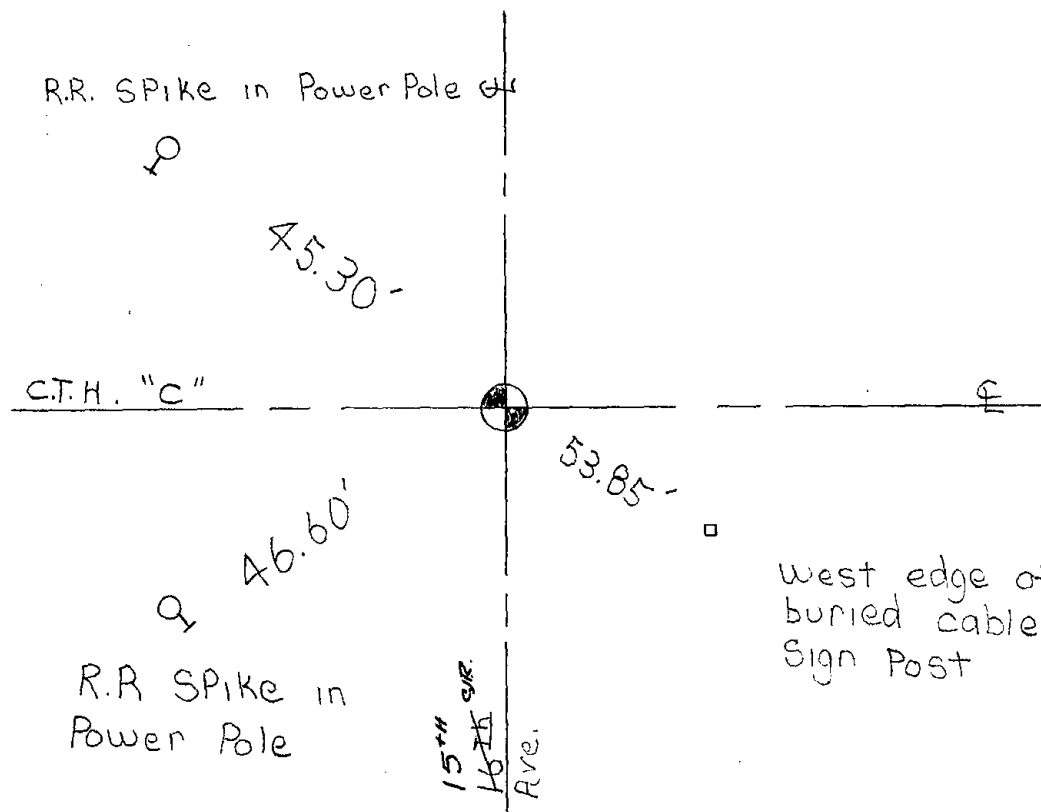 R.R. SPike in Power Pole ℄
45.30-
C.T.H. "C"
℄
53.85-
46.60'
West edge of
buried cable
Sign Post
R.R SPike in
Power Pole
15TH
16th
Ave.